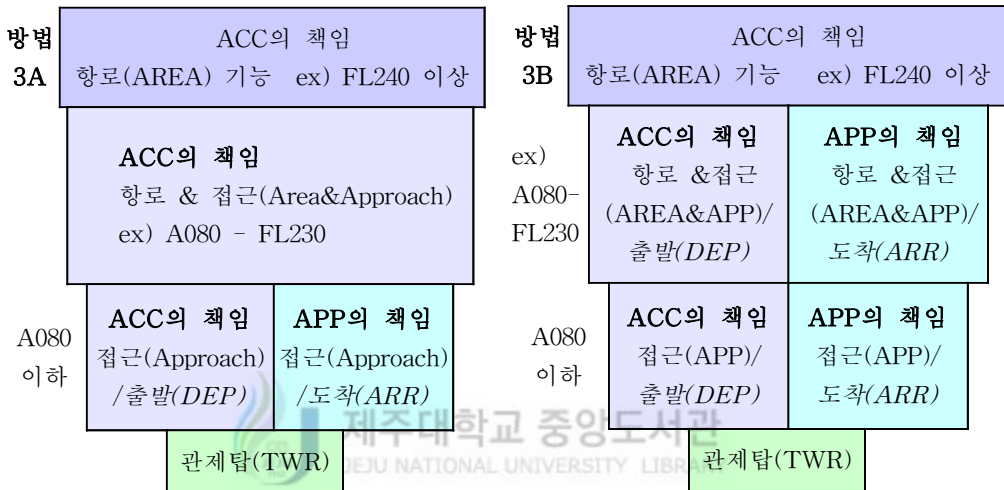 방법
3A
ACC의 책임
항로(AREA) 기능 ex) FL240 이상
ACC의 책임
항로 & 접근(Area&Approach)
ex) A080 - FL230
A080
이하
ACC의 책임
접근(Approach)
/출발(DEP)
APP의 책임
접근(Approach)
/도착(ARR)
관제탑(TWR)
방법
3B
ACC의 책임
항로(AREA) 기능 ex) FL240 이상
ex)
A080-
FL230
ACC의 책임
항로 &접근
(AREA&APP)/
출발(DEP)
APP의 책임
항로 &접근
(AREA&APP)/
도착(ARR)
A080
이하
ACC의 책임
접근(APP)/
출발(DEP)
APP의 책임
접근(APP)/
도착(ARR)
관제탑(TWR)
제주대학교 중앙도서관
JEJU NATIONAL UNIVERSITY LIBRARY